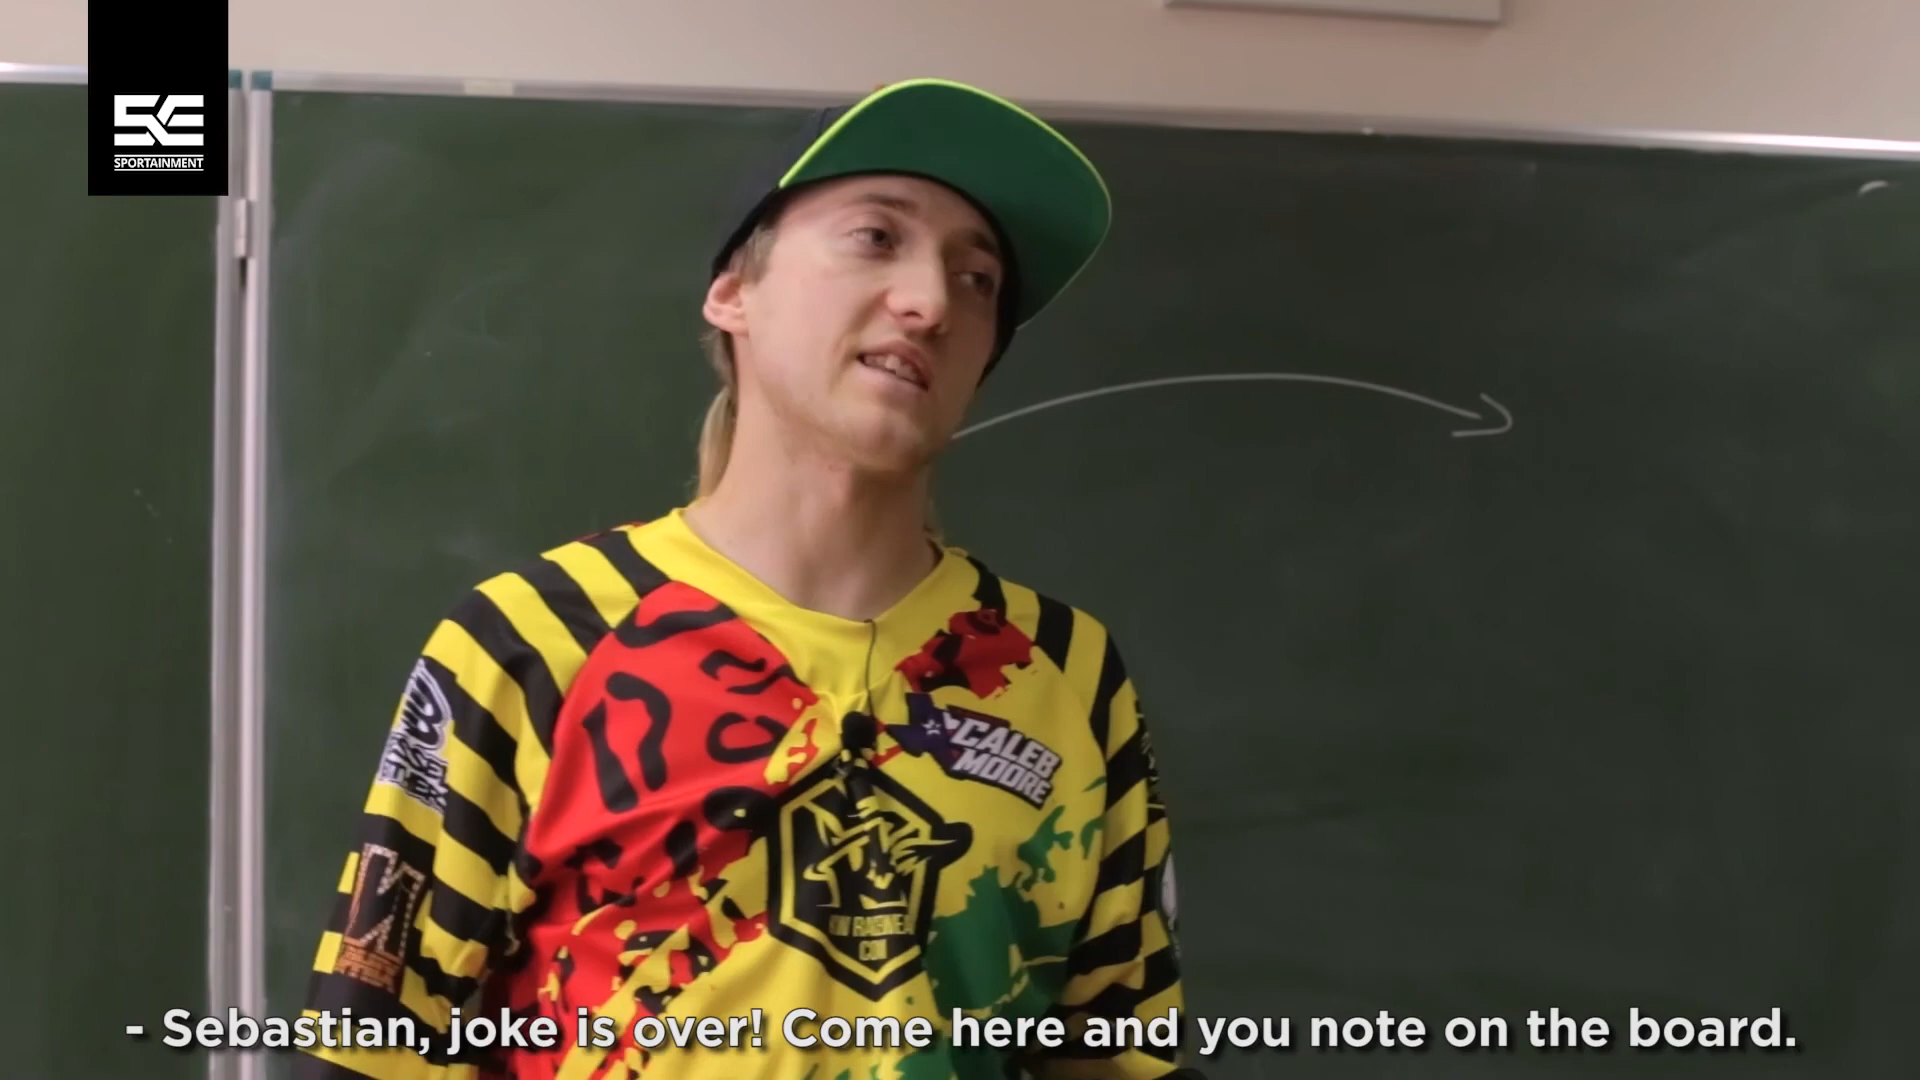 SPORTAINMENT
CALEB
MOORE
- Sebastian, joke is over! Come here and you note on the board.